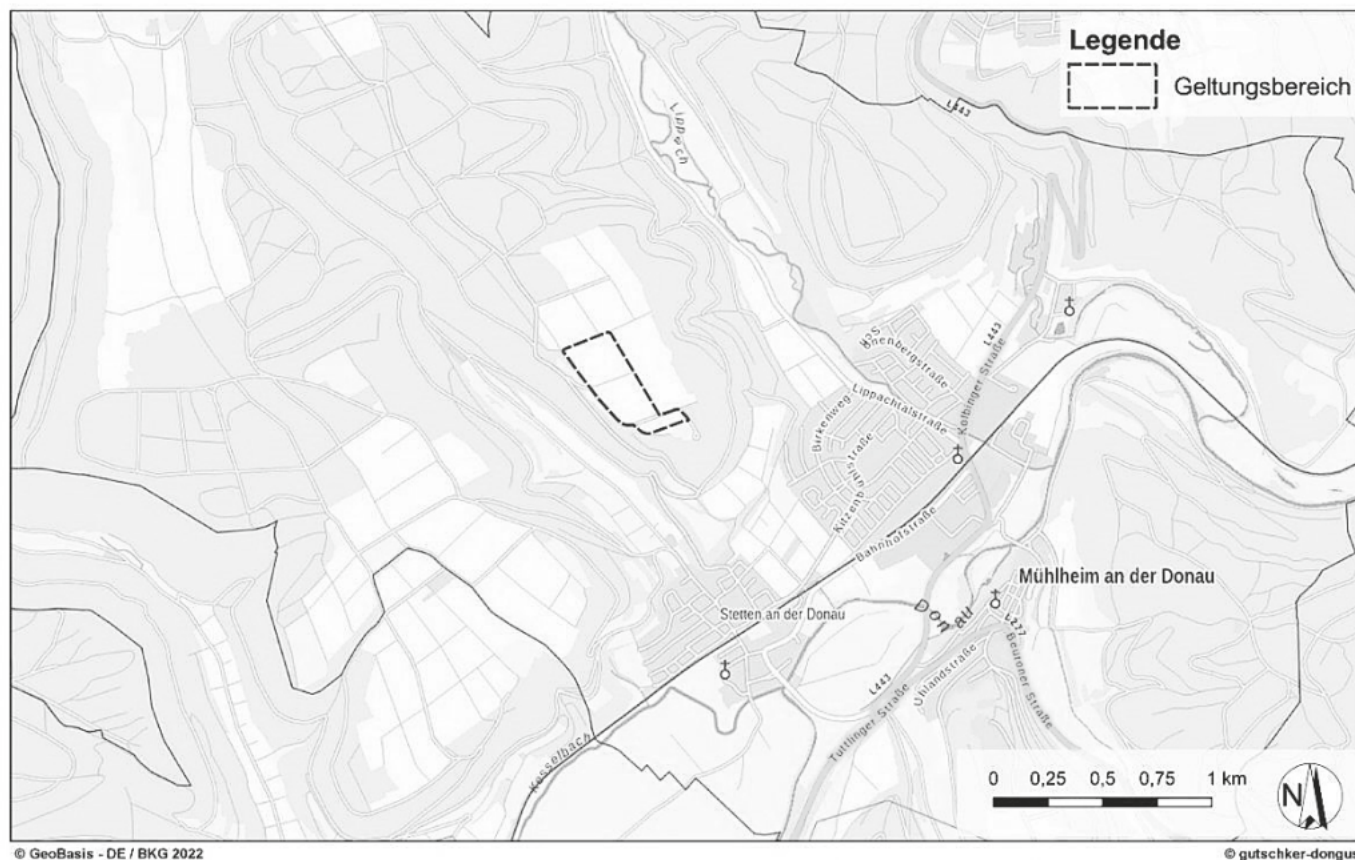 Legende
Geltungsbereich
L443
Lippach
L443
Schonenbergstraße
Kolbinger Straße
Lippachtalstraße
Birkenweg
Kitzenbühlstraße
Bahnhofstraße
Mühlheim an der Donau
Donau
L277
Stetten an der Donau
Beuroner Straße
Uhlandstraße
L443
Tuttlinger Straße
Kesselbach
0 0,25 0,5 0,75 1 km
N
© GeoBasis - DE / BKG 2022
© gutschker-dongus